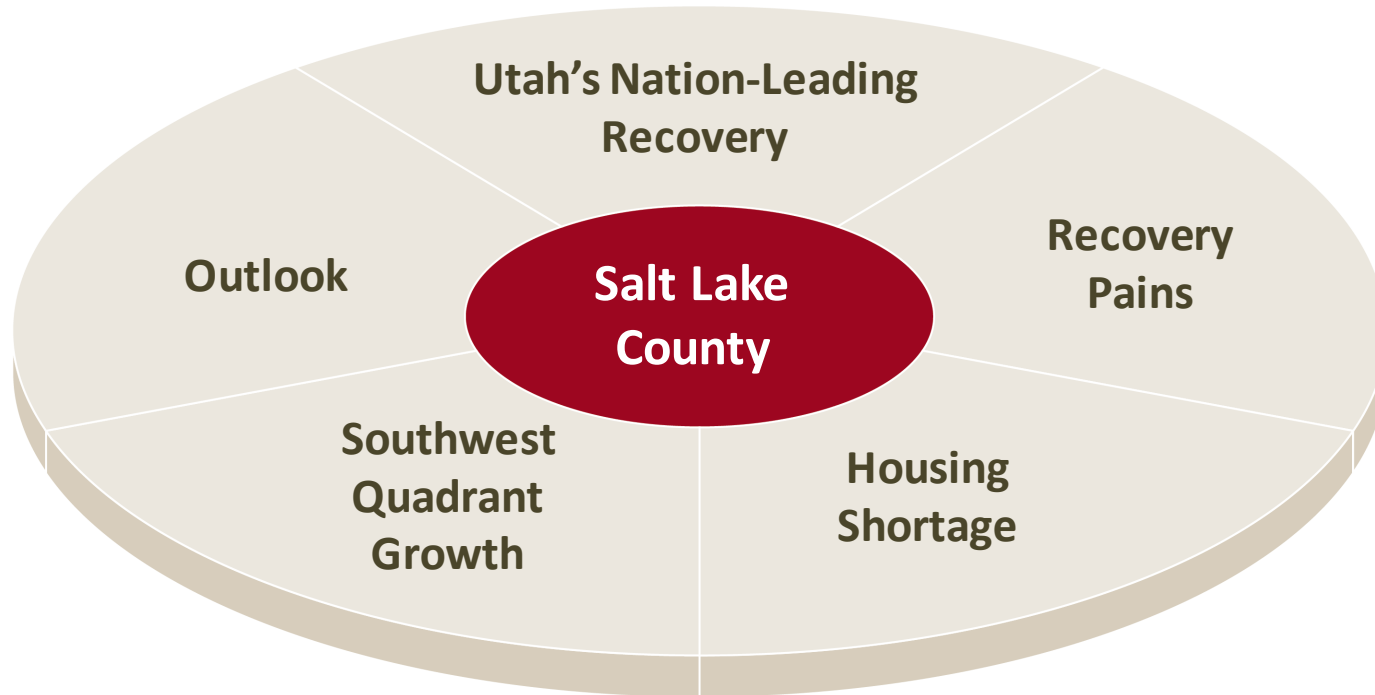 Utah’s Nation-Leading
Recovery
Recovery
Pains
Housing
Shortage
Southwest
Quadrant
Growth
Outlook
Salt Lake
County